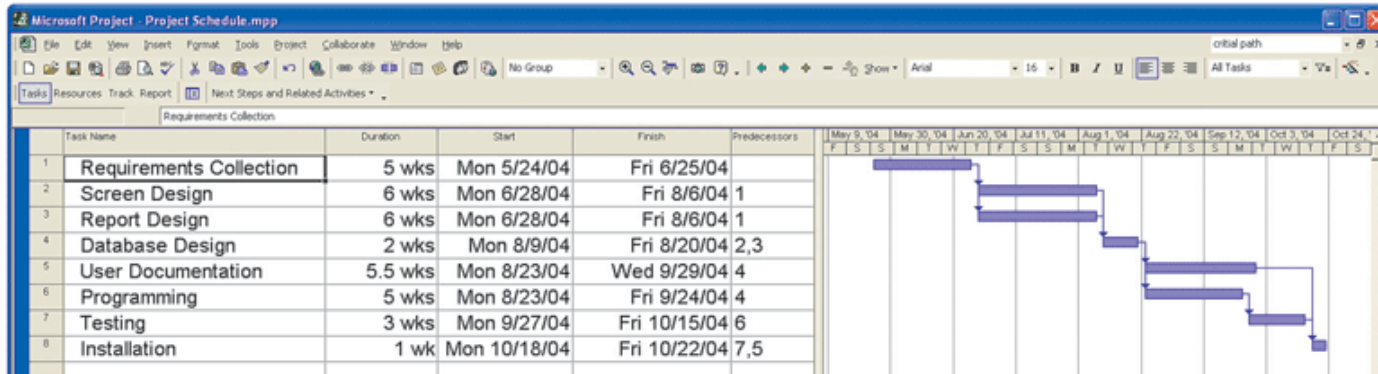 Microsoft Project - Project Schedule.mpp
File Edit View Insert Format Tools Project Collaborate Window Help critial path
No Group Show Arial 16 B I U All Tasks
Tasks Resources Track Report Next Steps and Related Activities
Requirements Collection
Task Name Duration Start Finish Predecessors May 9, '04 May 30, '04 Jun 20, '04 Jul 11, '04 Aug 1, '04 Aug 22, '04 Sep 12, '04 Oct 3, '04 Oct 24, '
F S S M T W T F S S M T W T F S S M T W T F S
1 Requirements Collection 5 wks Mon 5/24/04 Fri 6/25/04
2 Screen Design 6 wks Mon 6/28/04 Fri 8/6/04 1
3 Report Design 6 wks Mon 6/28/04 Fri 8/6/04 1
4 Database Design 2 wks Mon 8/9/04 Fri 8/20/04 2,3
5 User Documentation 5.5 wks Mon 8/23/04 Wed 9/29/04 4
6 Programming 5 wks Mon 8/23/04 Fri 9/24/04 4
7 Testing 3 wks Mon 9/27/04 Fri 10/15/04 6
8 Installation 1 wk Mon 10/18/04 Fri 10/22/04 7,5